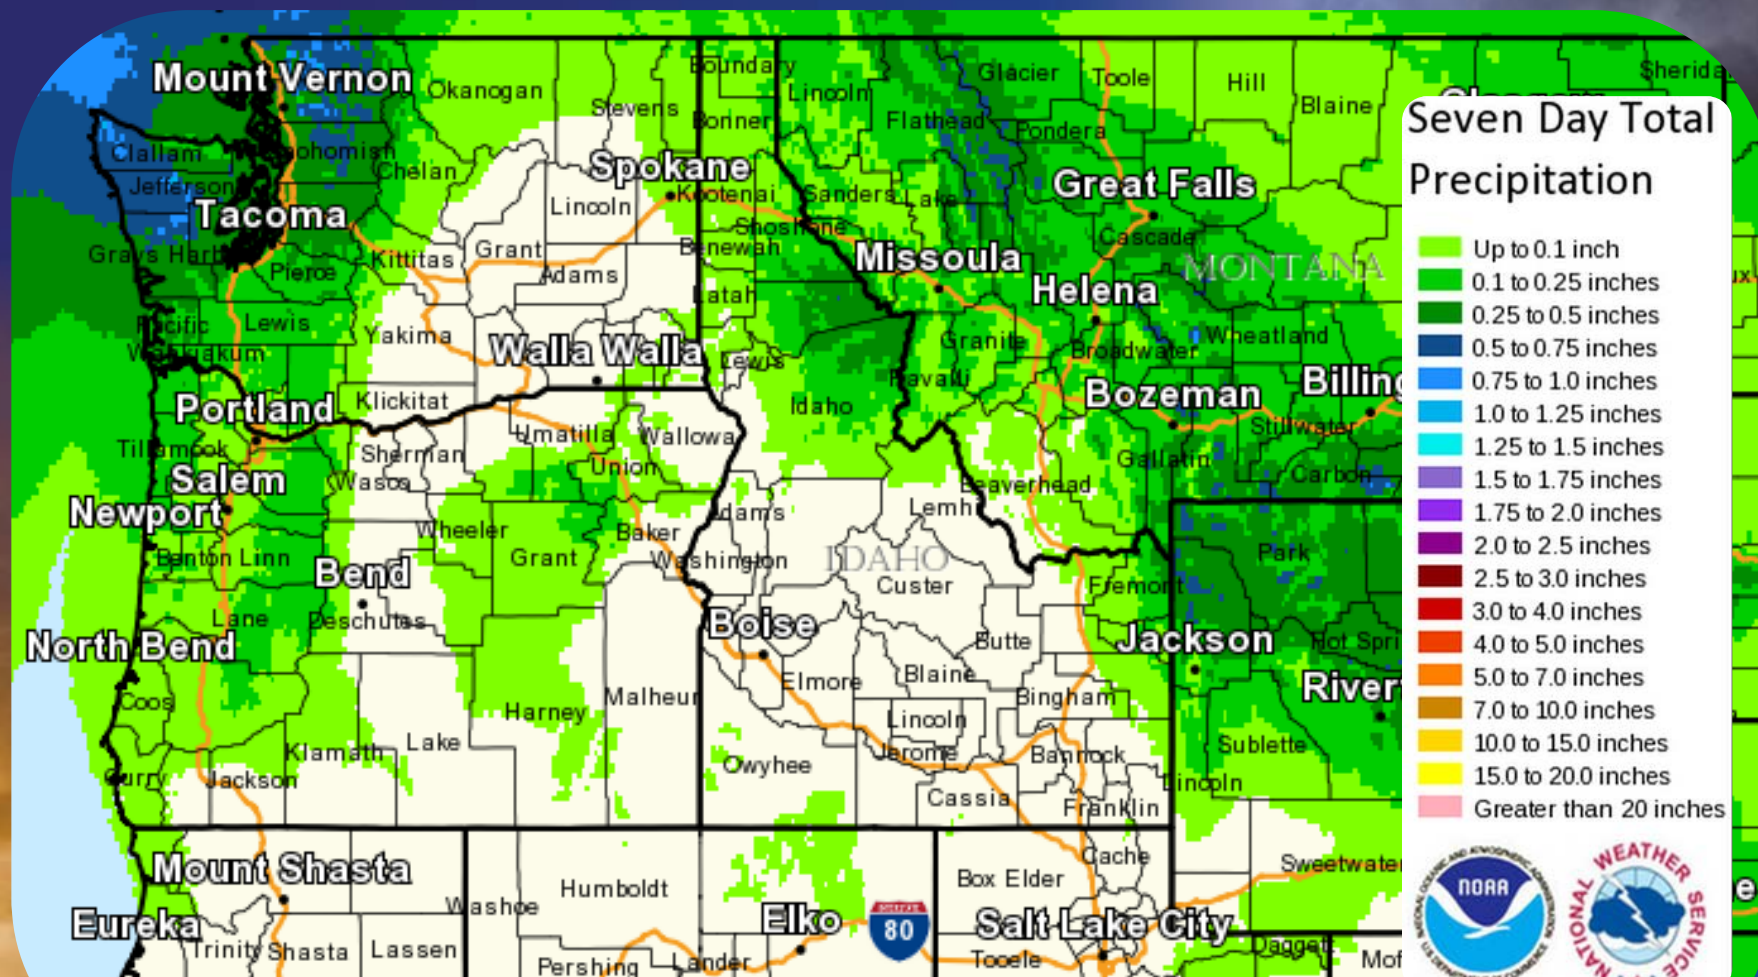 Boundary
Sherida
Mount Vernon
Okanogan
Stevens
Lincoln
Glacier
Toole
Hill
Blaine
Bonner
Flathead
Pondera
Clallam
Snohomish
Chelan
Jefferson
Spokane
Kootenai
Sanders
Lake
Great Falls
Tacoma
Lincoln
Shoshone
Cascade
Grays Harb
Pierce
Kittitas
Grant
Adams
Benewah
Missoula
MONTANA
Latah
Helena
Pacific
Lewis
Yakima
Wahkiakum
Walla Walla
Lewis
Granite
Broadwater
Wheatland
Ravalli
Portland
Klickitat
Idaho
Bozeman
Billing
Tillamook
Umatilla
Wallowa
Stillwater
Sherman
Union
Gallatin
Carbon
Salem
Wasco
Beaverhead
Newport
Adams
Lemhi
Wheeler
Baker
Benton
Linn
Grant
Washington
IDAHO
Park
Bend
Custer
Fremont
Lane
Deschutes
Boise
Butte
Jackson
Hot Spri
North Bend
Elmore
Blaine
Bingham
River
Coos
Harney
Malheur
Lincoln
Klamath
Lake
Jerome
Bannock
Sublette
Curry
Jackson
Owyhee
Cassia
Franklin
Lincoln
Mount Shasta
Humboldt
Box Elder
Cache
Sweetwater
Washoe
Eureka
Elko
80
Salt Lake City
Trinity
Shasta
Lassen
Pershing
Lander
Tooele
Daggett
Mof
Seven Day Total
Precipitation
Up to 0.1 inch
0.1 to 0.25 inches
0.25 to 0.5 inches
0.5 to 0.75 inches
0.75 to 1.0 inches
1.0 to 1.25 inches
1.25 to 1.5 inches
1.5 to 1.75 inches
1.75 to 2.0 inches
2.0 to 2.5 inches
2.5 to 3.0 inches
3.0 to 4.0 inches
4.0 to 5.0 inches
5.0 to 7.0 inches
7.0 to 10.0 inches
10.0 to 15.0 inches
15.0 to 20.0 inches
Greater than 20 inches
NOAA
NATIONAL WEATHER SERVICE